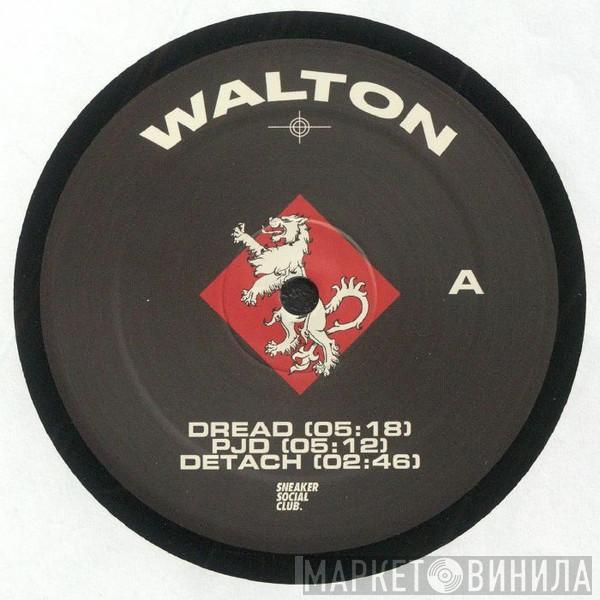 WALTON
A
DREAD (05:18)
PJD (05:12)
DETACH (02:46)
SNEAKER
SOCIAL
CLUB.
МАРКЕТ ВИНИЛА